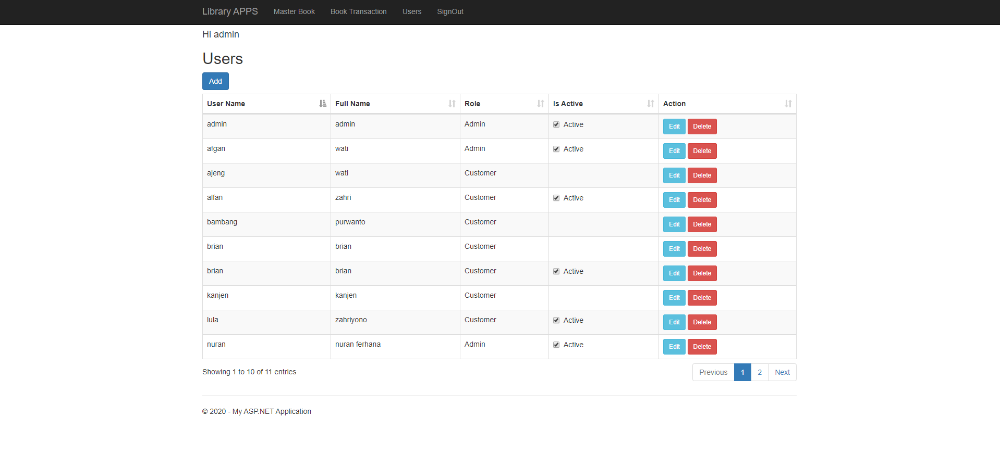 Library APPS Master Book Book Transaction Users SignOut
Hi admin
Users
Add
User Name Full Name Role Is Active Action
admin admin Admin Active Edit Delete
afgan wati Admin Active Edit Delete
ajeng wati Customer Edit Delete
alfan zahri Customer Active Edit Delete
bambang purwanto Customer Edit Delete
brian brian Customer Edit Delete
brian brian Customer Active Edit Delete
kanjen kanjen Customer Edit Delete
lula zahriyono Customer Active Edit Delete
nuran nuran ferhana Admin Active Edit Delete
Showing 1 to 10 of 11 entries Previous 1 2 Next
© 2020 - My ASP.NET Application